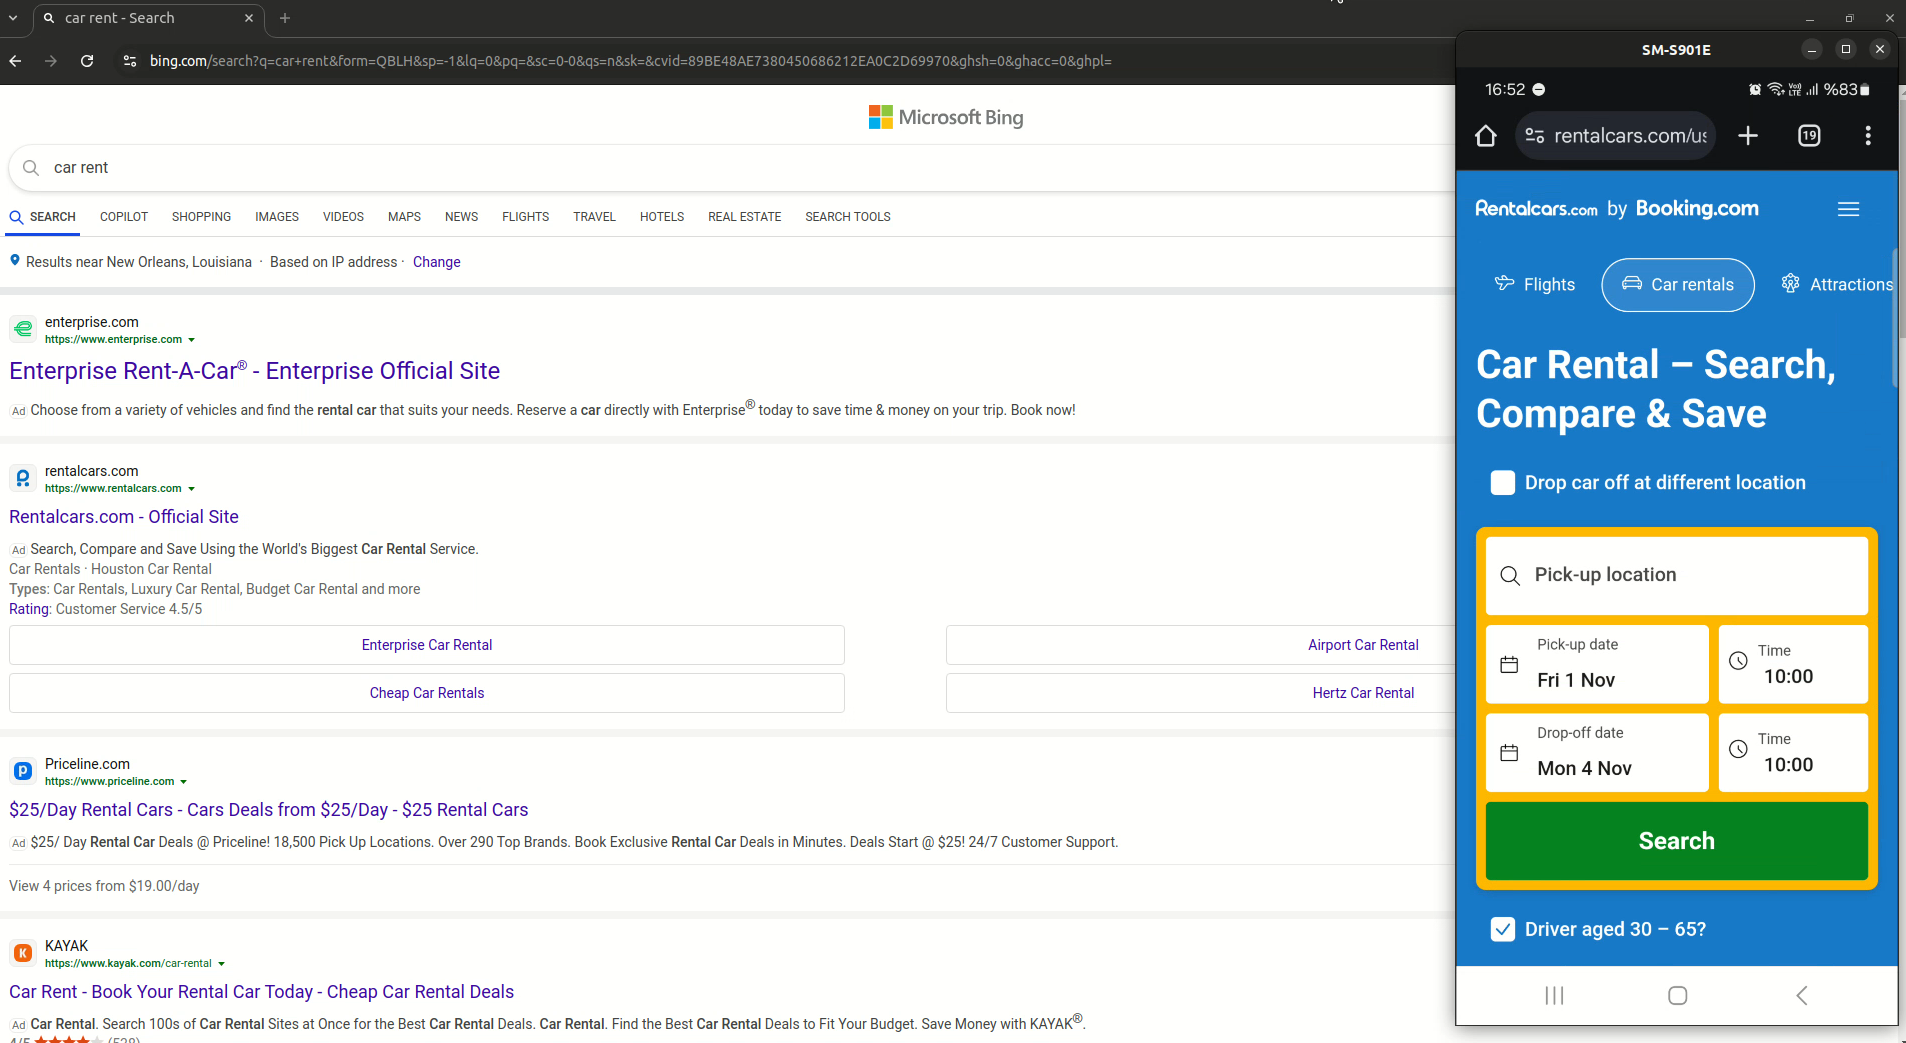 car rent - Search
bing.com/search?q=car+rent&form=QBLH&sp=-1&lq=0&pq=&sc=0-0&qs=n&sk=&cvid=89BE48AE7380450686212EA0C2D69970&ghsh=0&ghacc=0&ghpl=
Microsoft Bing
car rent
SEARCH COPILOT SHOPPING IMAGES VIDEOS MAPS NEWS FLIGHTS TRAVEL HOTELS REAL ESTATE SEARCH TOOLS
Results near New Orleans, Louisiana · Based on IP address · Change
enterprise.com
https://www.enterprise.com
Enterprise Rent-A-Car® - Enterprise Official Site
Ad Choose from a variety of vehicles and find the rental car that suits your needs. Reserve a car directly with Enterprise® today to save time & money on your trip. Book now!
rentalcars.com
https://www.rentalcars.com
Rentalcars.com - Official Site
Ad Search, Compare and Save Using the World's Biggest Car Rental Service.
Car Rentals · Houston Car Rental
Types: Car Rentals, Luxury Car Rental, Budget Car Rental and more
Rating: Customer Service 4.5/5
Enterprise Car Rental
Airport Car Rental
Cheap Car Rentals
Hertz Car Rental
Priceline.com
https://www.priceline.com
$25/Day Rental Cars - Cars Deals from $25/Day - $25 Rental Cars
Ad $25/ Day Rental Car Deals @ Priceline! 18,500 Pick Up Locations. Over 290 Top Brands. Book Exclusive Rental Car Deals in Minutes. Deals Start @ $25! 24/7 Customer Support.
View 4 prices from $19.00/day
KAYAK
https://www.kayak.com/car-rental
Car Rent - Book Your Rental Car Today - Cheap Car Rental Deals
Ad Car Rental. Search 100s of Car Rental Sites at Once for the Best Car Rental Deals. Car Rental. Find the Best Car Rental Deals to Fit Your Budget. Save Money with KAYAK®.
4/5
SM-S901E
16:52 %83
rentalcars.com/us
19
Rentalcars.com by Booking.com
Flights Car rentals Attractions
Car Rental – Search,
Compare & Save
Drop car off at different location
Pick-up location
Pick-up date
Fri 1 Nov
Time
10:00
Drop-off date
Mon 4 Nov
Time
10:00
Search
Driver aged 30 – 65?